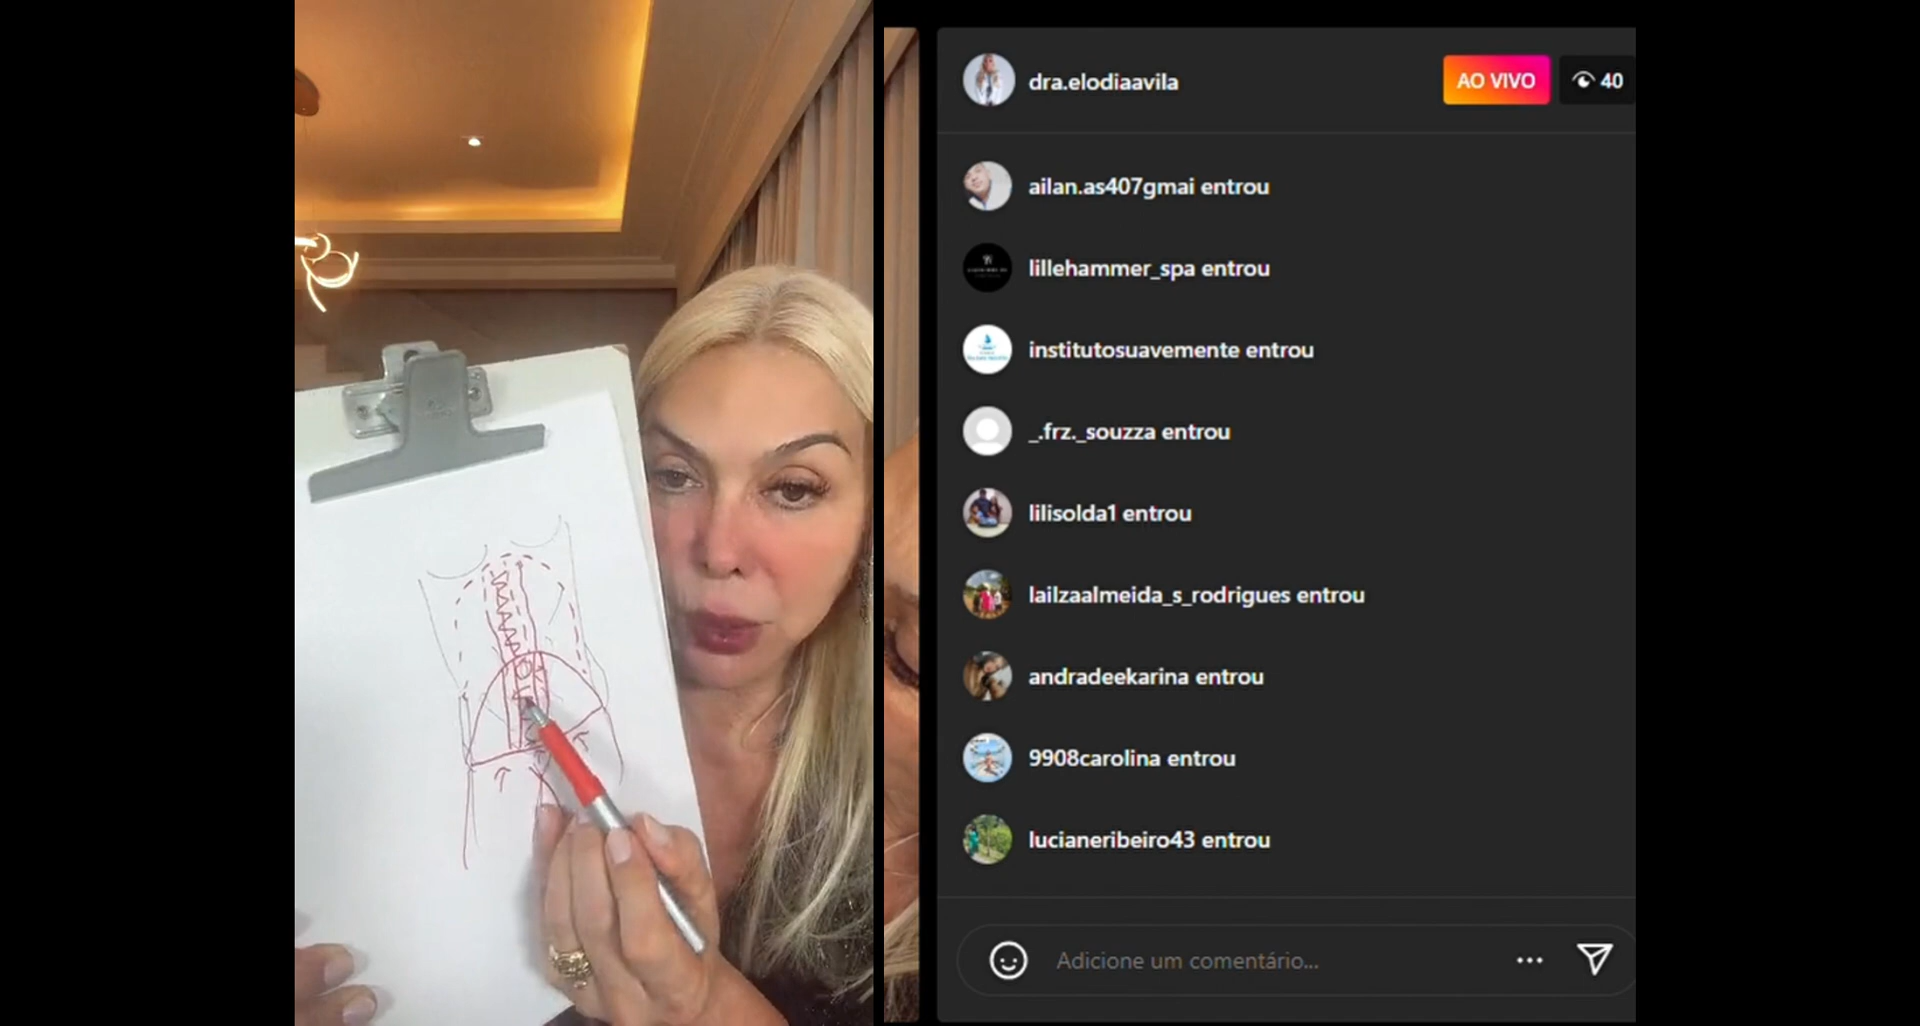 dra.elodiaavila
AO VIVO
40
ailan.as407gmai entrou
lillehammer_spa entrou
institutosuavemente entrou
_.frz._souzza entrou
lilisolda1 entrou
lailzaalmeida_s_rodrigues entrou
andradeekarina entrou
9908carolina entrou
lucianeribeiro43 entrou
Adicione um comentário...